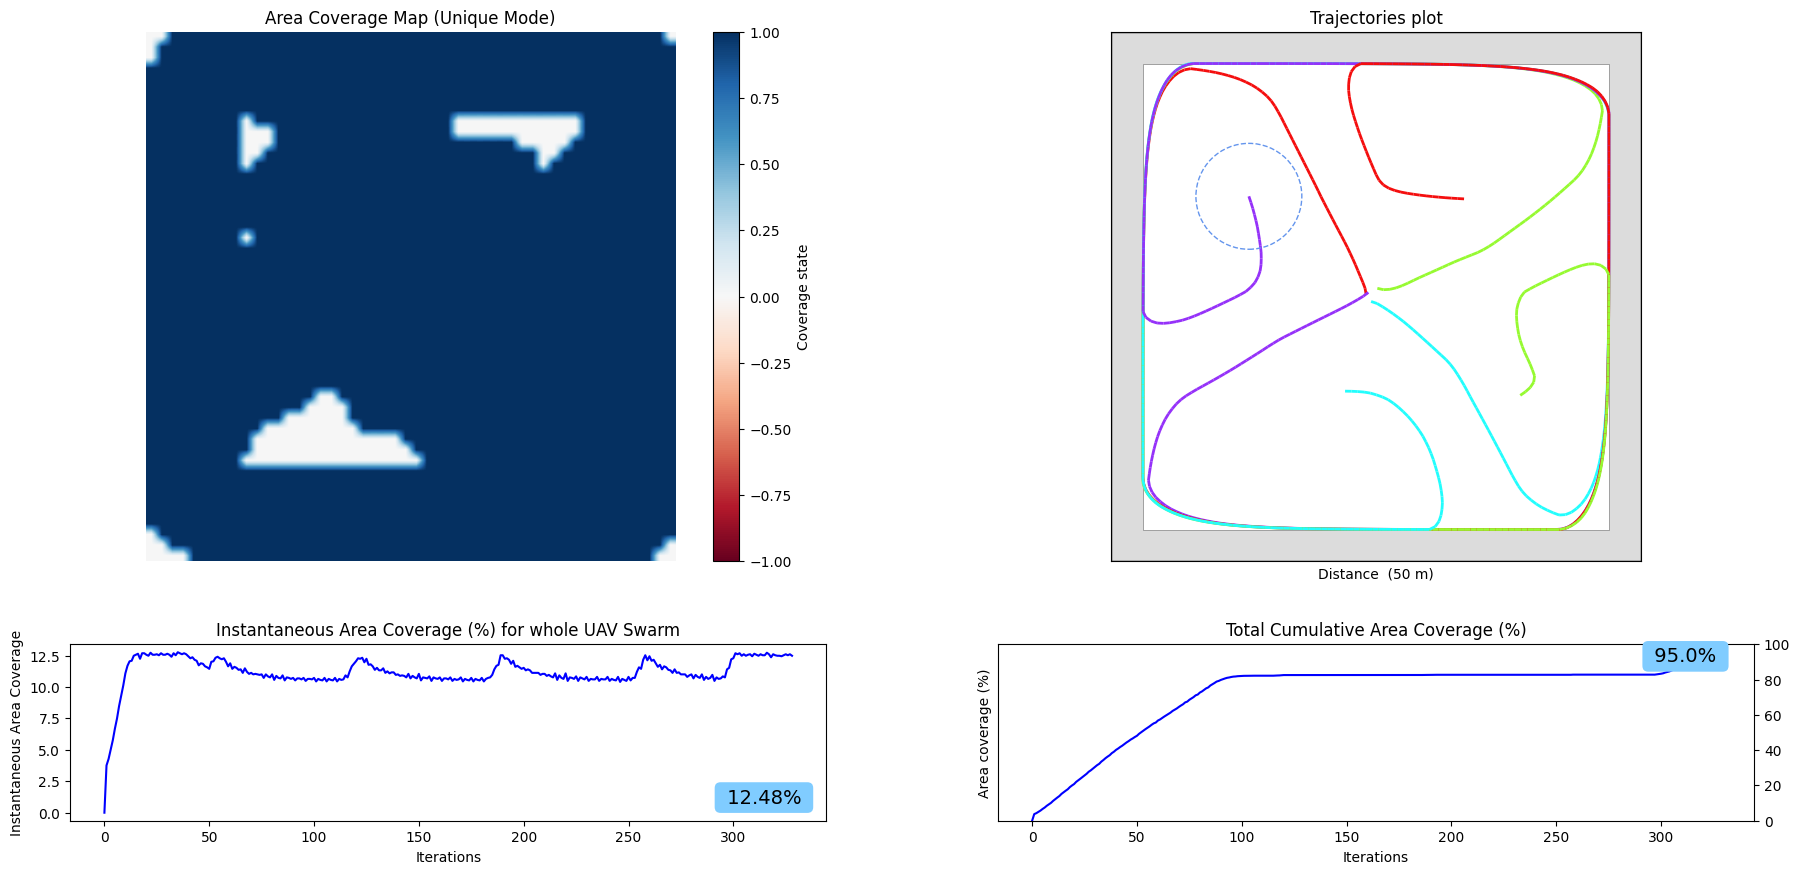 Area Coverage Map (Unique Mode)
1.00
0.75
0.50
0.25
0.00
−0.25
−0.50
−0.75
−1.00
Coverage state
Trajectories plot
Distance  (50 m)
Instantaneous Area Coverage (%) for whole UAV Swarm
Instantaneous Area Coverage
12.5
10.0
7.5
5.0
2.5
0.0
12.48%
0 50 100 150 200 250 300
Iterations
Total Cumulative Area Coverage (%)
Area coverage (%)
95.0%
100
80
60
40
20
0
0 50 100 150 200 250 300
Iterations